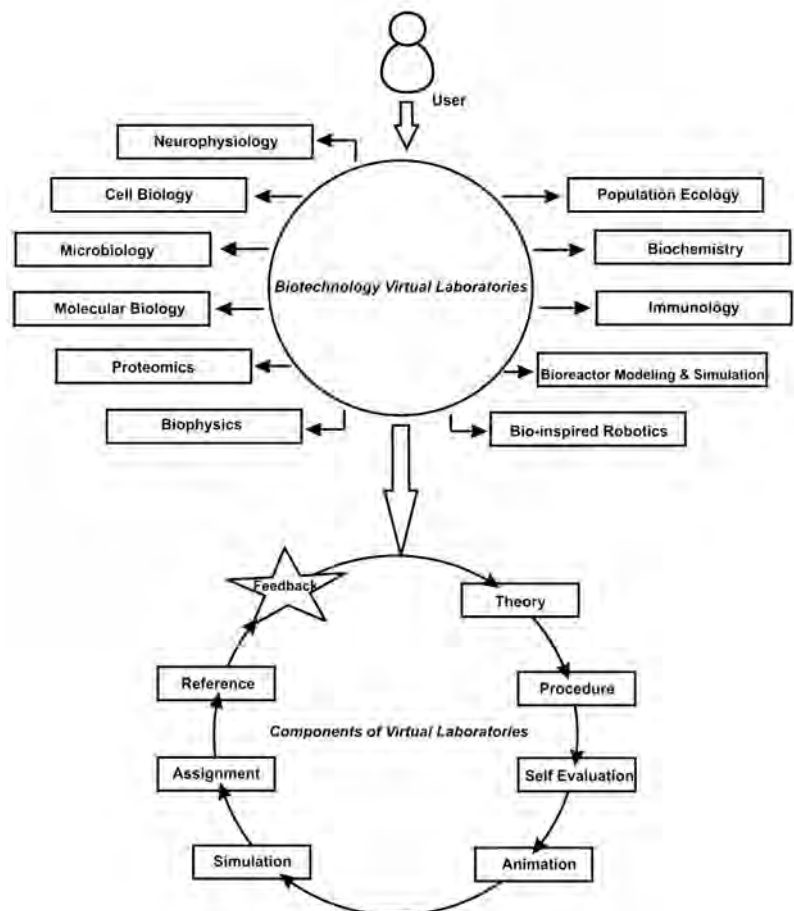 User
Neurophysiology
Cell Biology
Population Ecology
Microbiology
Biochemistry
Biotechnology Virtual Laboratories
Molecular Biology
Immunology
Proteomics
Bioreactor Modeling & Simulation
Biophysics
Bio-inspired Robotics
Feedback
Theory
Reference
Procedure
Components of Virtual Laboratories
Assignment
Self Evaluation
Simulation
Animation